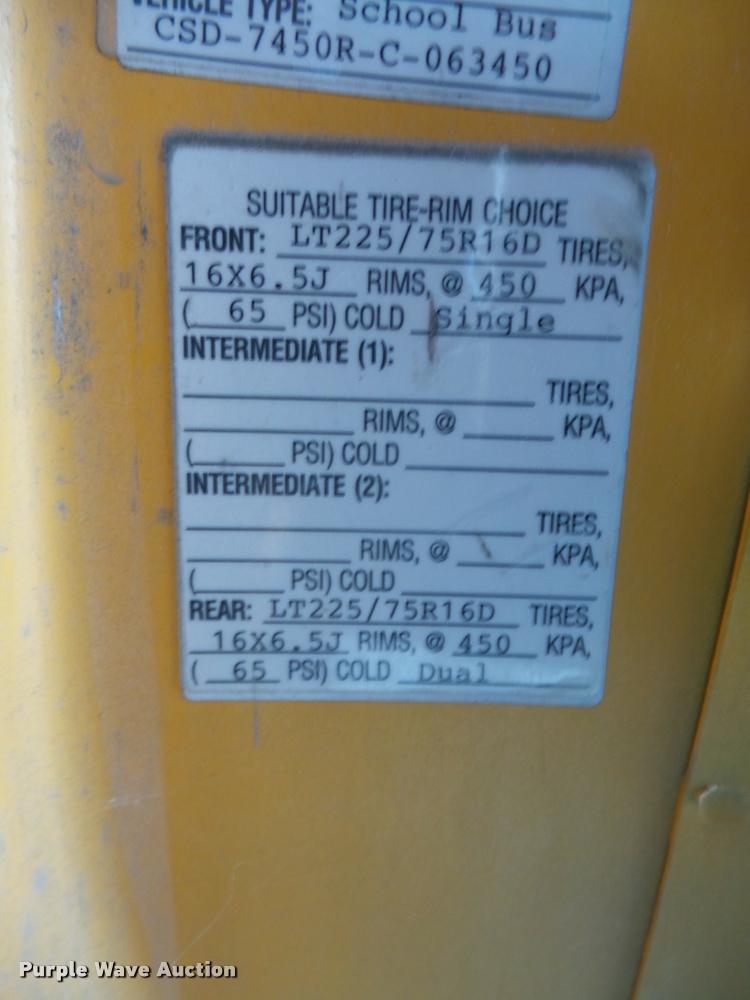 VEHICLE TYPE: School Bus
CSD-7450R-C-063450
SUITABLE TIRE-RIM CHOICE
FRONT: LT225/75R16D TIRES,
16X6.5J RIMS, @ 450 KPA,
( 65 PSI) COLD Single
INTERMEDIATE (1):
TIRES,
RIMS, @ KPA,
( PSI) COLD
INTERMEDIATE (2):
TIRES,
RIMS, @ KPA,
( PSI) COLD
REAR: LT225/75R16D TIRES,
16X6.5J RIMS, @ 450 KPA,
( 65 PSI) COLD Dual
Purple Wave Auction